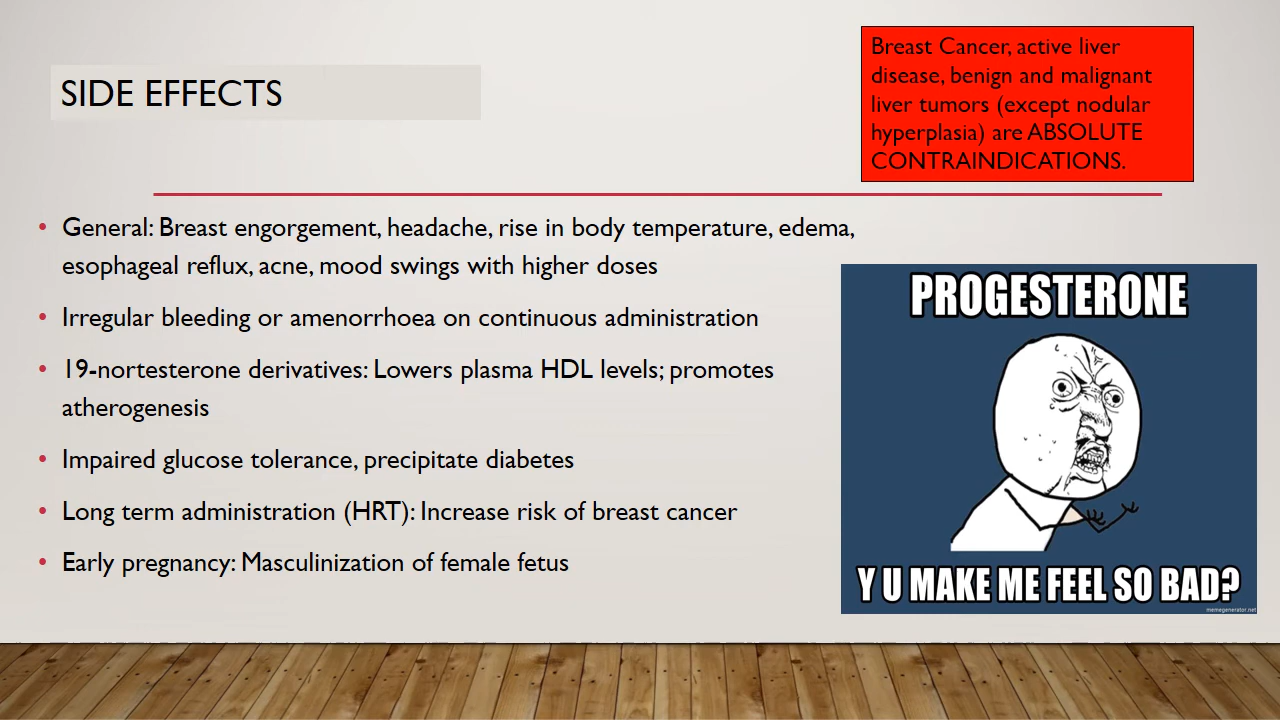 SIDE EFFECTS
Breast Cancer, active liver
disease, benign and malignant
liver tumors (except nodular
hyperplasia) are ABSOLUTE
CONTRAINDICATIONS.
• General: Breast engorgement, headache, rise in body temperature, edema,
esophageal reflux, acne, mood swings with higher doses
• Irregular bleeding or amenorrhoea on continuous administration
• 19-nortesterone derivatives: Lowers plasma HDL levels; promotes
atherogenesis
• Impaired glucose tolerance, precipitate diabetes
• Long term administration (HRT): Increase risk of breast cancer
• Early pregnancy: Masculinization of female fetus
PROGESTERONE
Y U MAKE ME FEEL SO BAD?
memegenerator.net